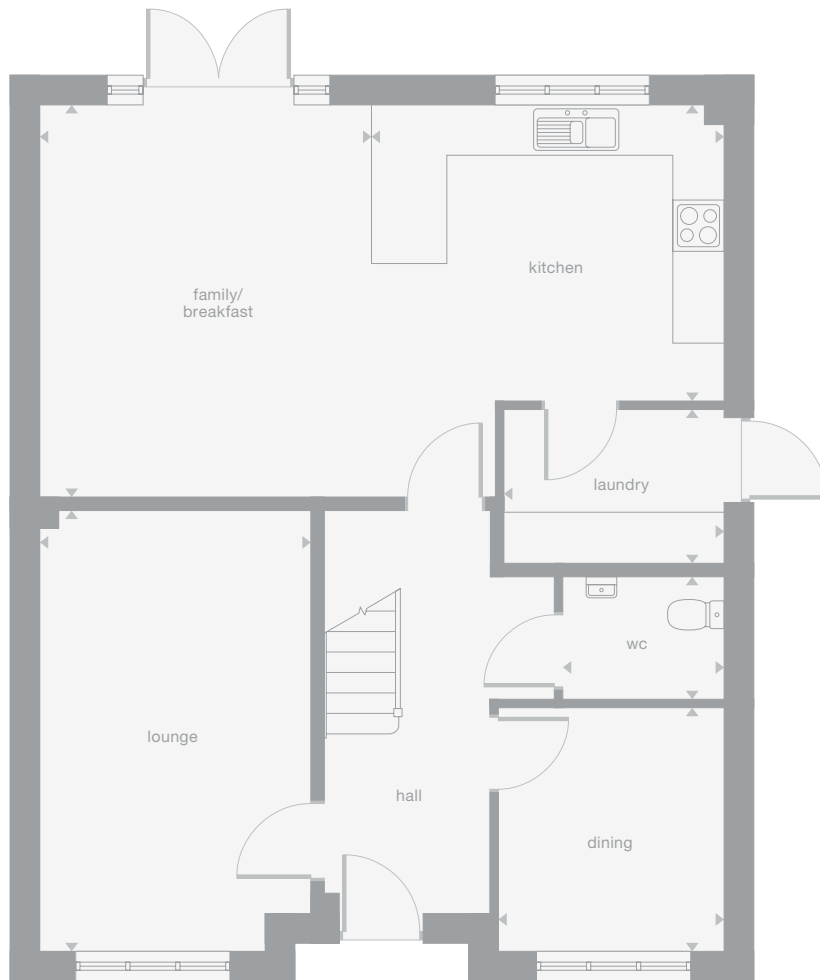 kitchen
family/
breakfast
laundry
wc
lounge
hall
dining